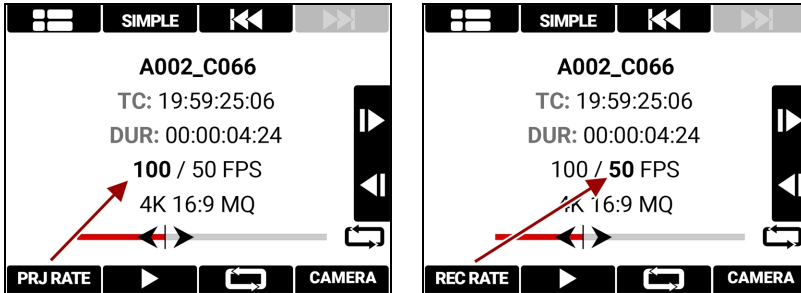 SIMPLE
A002_C066
TC: 19:59:25:06
DUR: 00:00:04:24
100 / 50 FPS
4K 16:9 MQ
PRJ RATE
CAMERA
SIMPLE
A002_C066
TC: 19:59:25:06
DUR: 00:00:04:24
100 / 50 FPS
4K 16:9 MQ
REC RATE
CAMERA